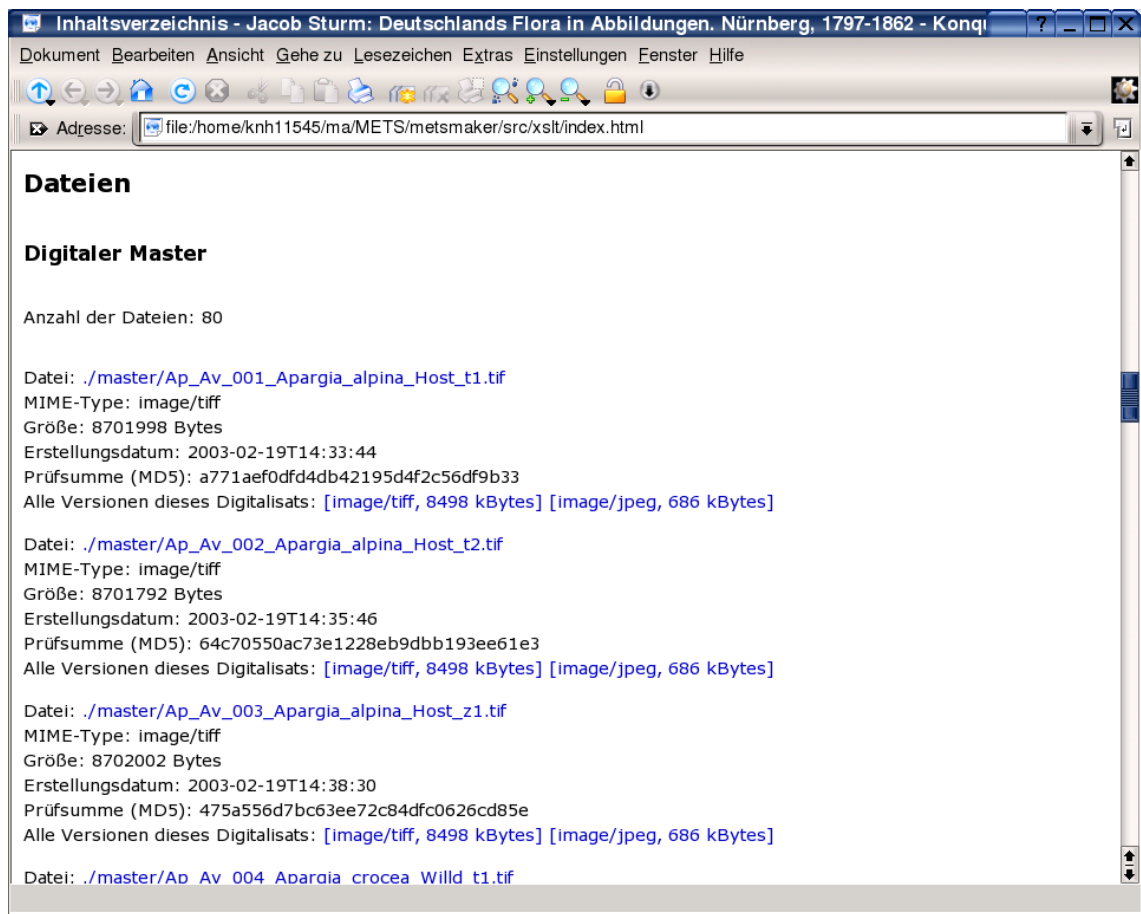 Inhaltsverzeichnis - Jacob Sturm: Deutschlands Flora in Abbildungen. Nürnberg, 1797-1862 - Konq
Dokument Bearbeiten Ansicht Gehe zu Lesezeichen Extras Einstellungen Fenster Hilfe
Adresse: file:/home/knh11545/ma/METS/metsmaker/src/xslt/index.html
Dateien
Digitaler Master
Anzahl der Dateien: 80
Datei: ./master/Ap_Av_001_Apargia_alpina_Host_t1.tif
MIME-Type: image/tiff
Größe: 8701998 Bytes
Erstellungsdatum: 2003-02-19T14:33:44
Prüfsumme (MD5): a771aef0dfd4db42195d4f2c56df9b33
Alle Versionen dieses Digitalisats: [image/tiff, 8498 kBytes] [image/jpeg, 686 kBytes]
Datei: ./master/Ap_Av_002_Apargia_alpina_Host_t2.tif
MIME-Type: image/tiff
Größe: 8701792 Bytes
Erstellungsdatum: 2003-02-19T14:35:46
Prüfsumme (MD5): 64c70550ac73e1228eb9dbb193ee61e3
Alle Versionen dieses Digitalisats: [image/tiff, 8498 kBytes] [image/jpeg, 686 kBytes]
Datei: ./master/Ap_Av_003_Apargia_alpina_Host_z1.tif
MIME-Type: image/tiff
Größe: 8702002 Bytes
Erstellungsdatum: 2003-02-19T14:38:30
Prüfsumme (MD5): 475a556d7bc63ee72c84dfc0626cd85e
Alle Versionen dieses Digitalisats: [image/tiff, 8498 kBytes] [image/jpeg, 686 kBytes]
Datei: ./master/Ap_Av_004_Apargia_crocea_Willd_t1.tif